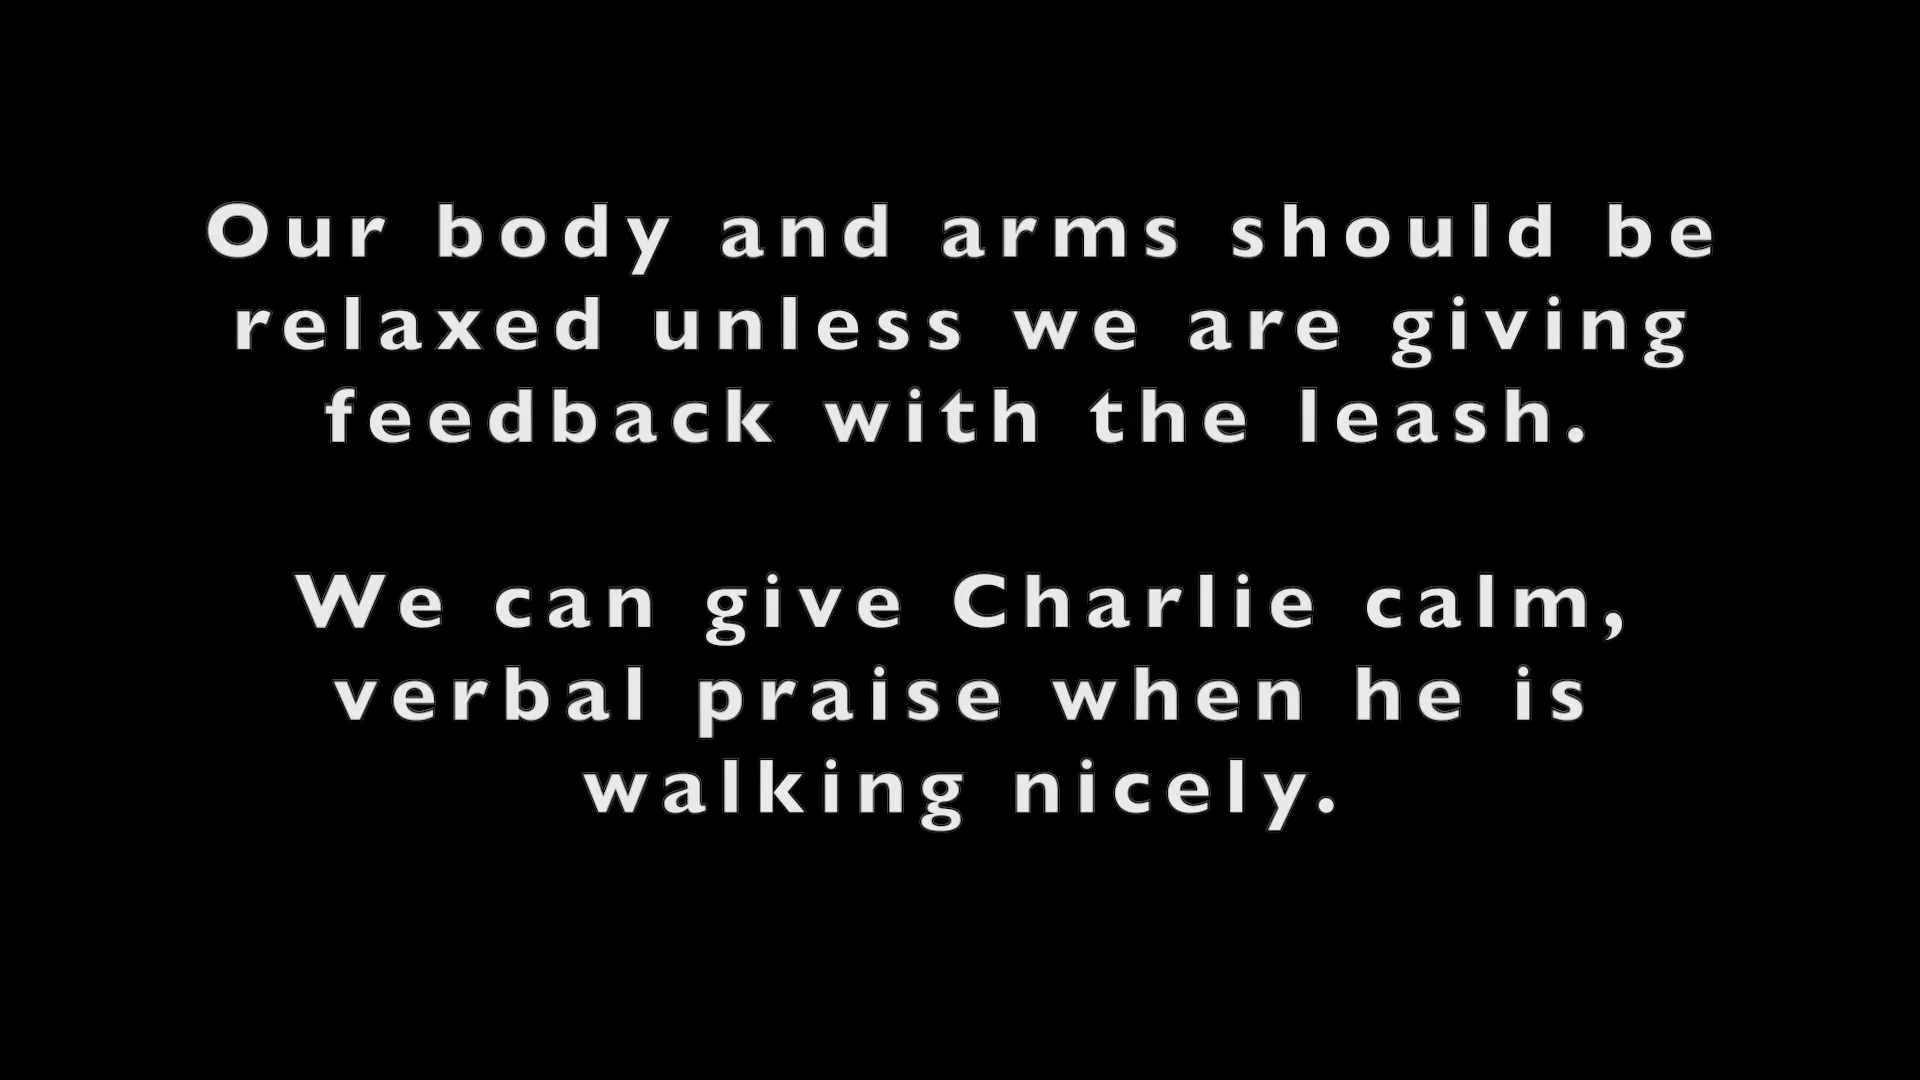 Our body and arms should be
relaxed unless we are giving
feedback with the leash.
We can give Charlie calm,
verbal praise when he is
walking nicely.